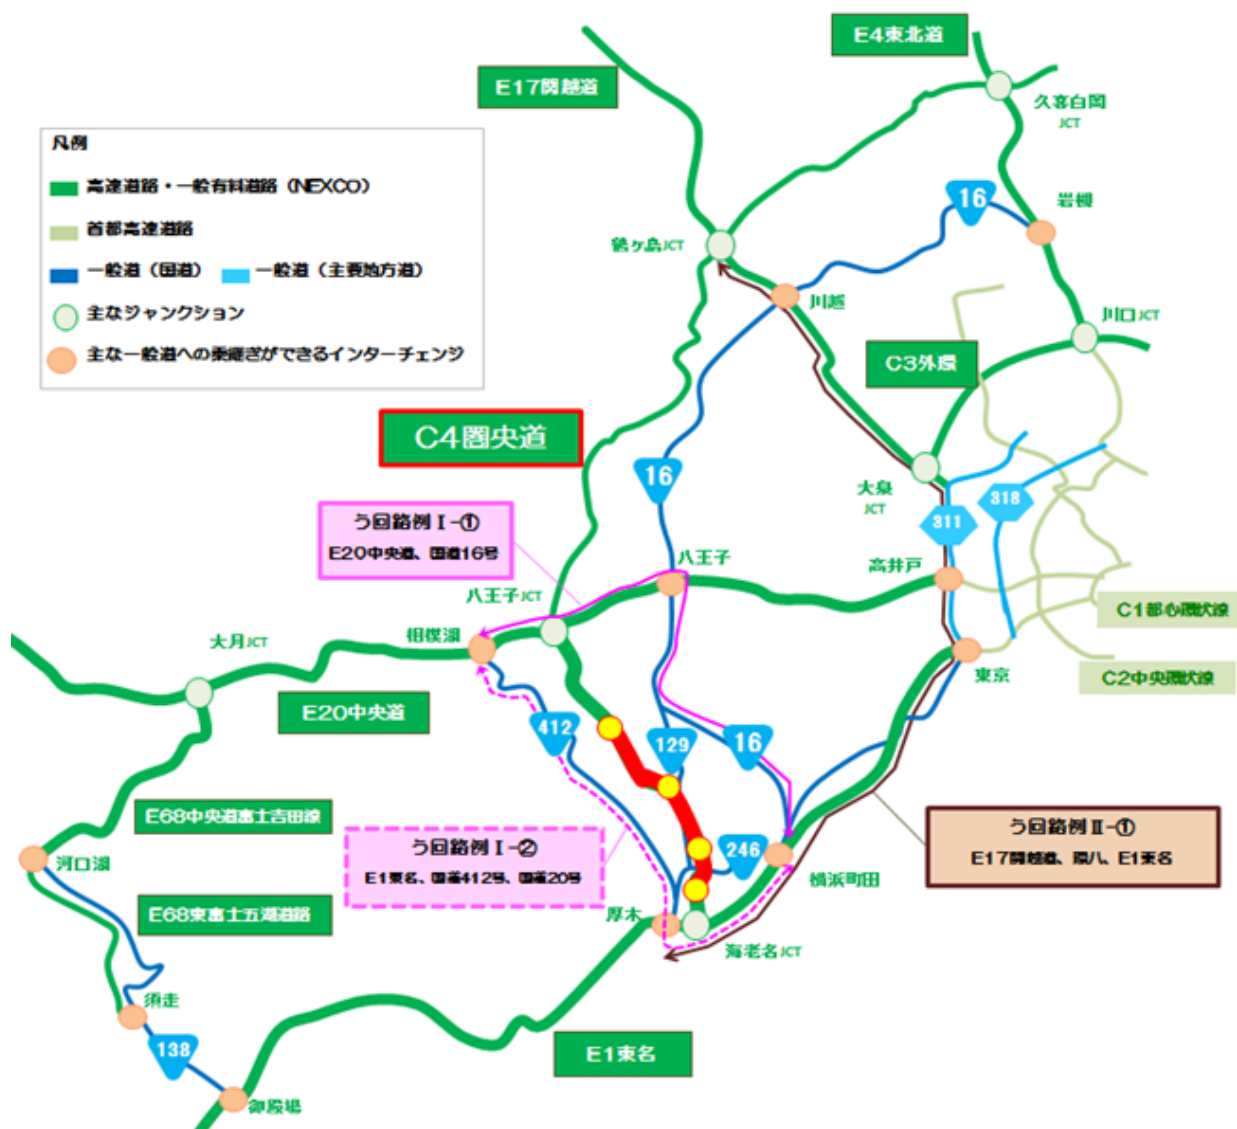 E4東北道
E17関越道
久喜白岡
JCT
凡例
高速道路・一般有料道路（NEXCO）
首都高速道路
一般道（国道）
一般道（主要地方道）
主なジャンクション
主な一般道への乗継ぎができるインターチェンジ
16
岩槻
鶴ヶ島JCT
川越
川口JCT
C3外環
C4圏央道
16
大泉
JCT
318
311
う回路例Ⅰ-①
E20中央道、国道16号
八王子
高井戸
八王子JCT
C1都心環状線
相模湖
大月JCT
東京
C2中央環状線
E20中央道
412
129
16
E68中央道富士吉田線
う回路例Ⅱ-①
E17関越道、環八、E1東名
う回路例Ⅰ-②
E1東名、国道412号、国道20号
246
河口湖
横浜町田
E68東富士五湖道路
厚木
海老名JCT
須走
138
E1東名
御殿場